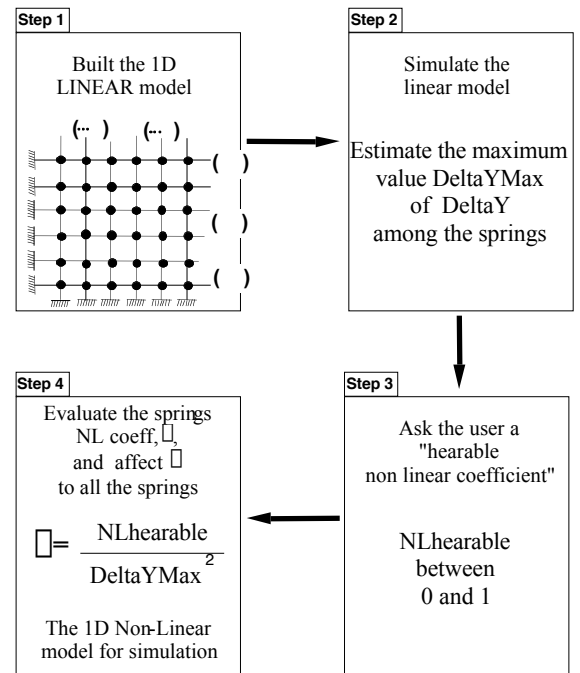 Step 1
Built the 1D
LINEAR model
(... ) (... )
( )
( )
( )
Step 2
Simulate the
linear model
Estimate the maximum
value DeltaYMax
of DeltaY
among the springs
Step 3
Ask the user a
"hearable
non linear coefficient"
NLhearable
between
0 and 1
Step 4
Evaluate the springs
NL coeff, □,
and affect □
to all the springs
□= NLhearable
DeltaYMax²
The 1D Non-Linear
model for simulation